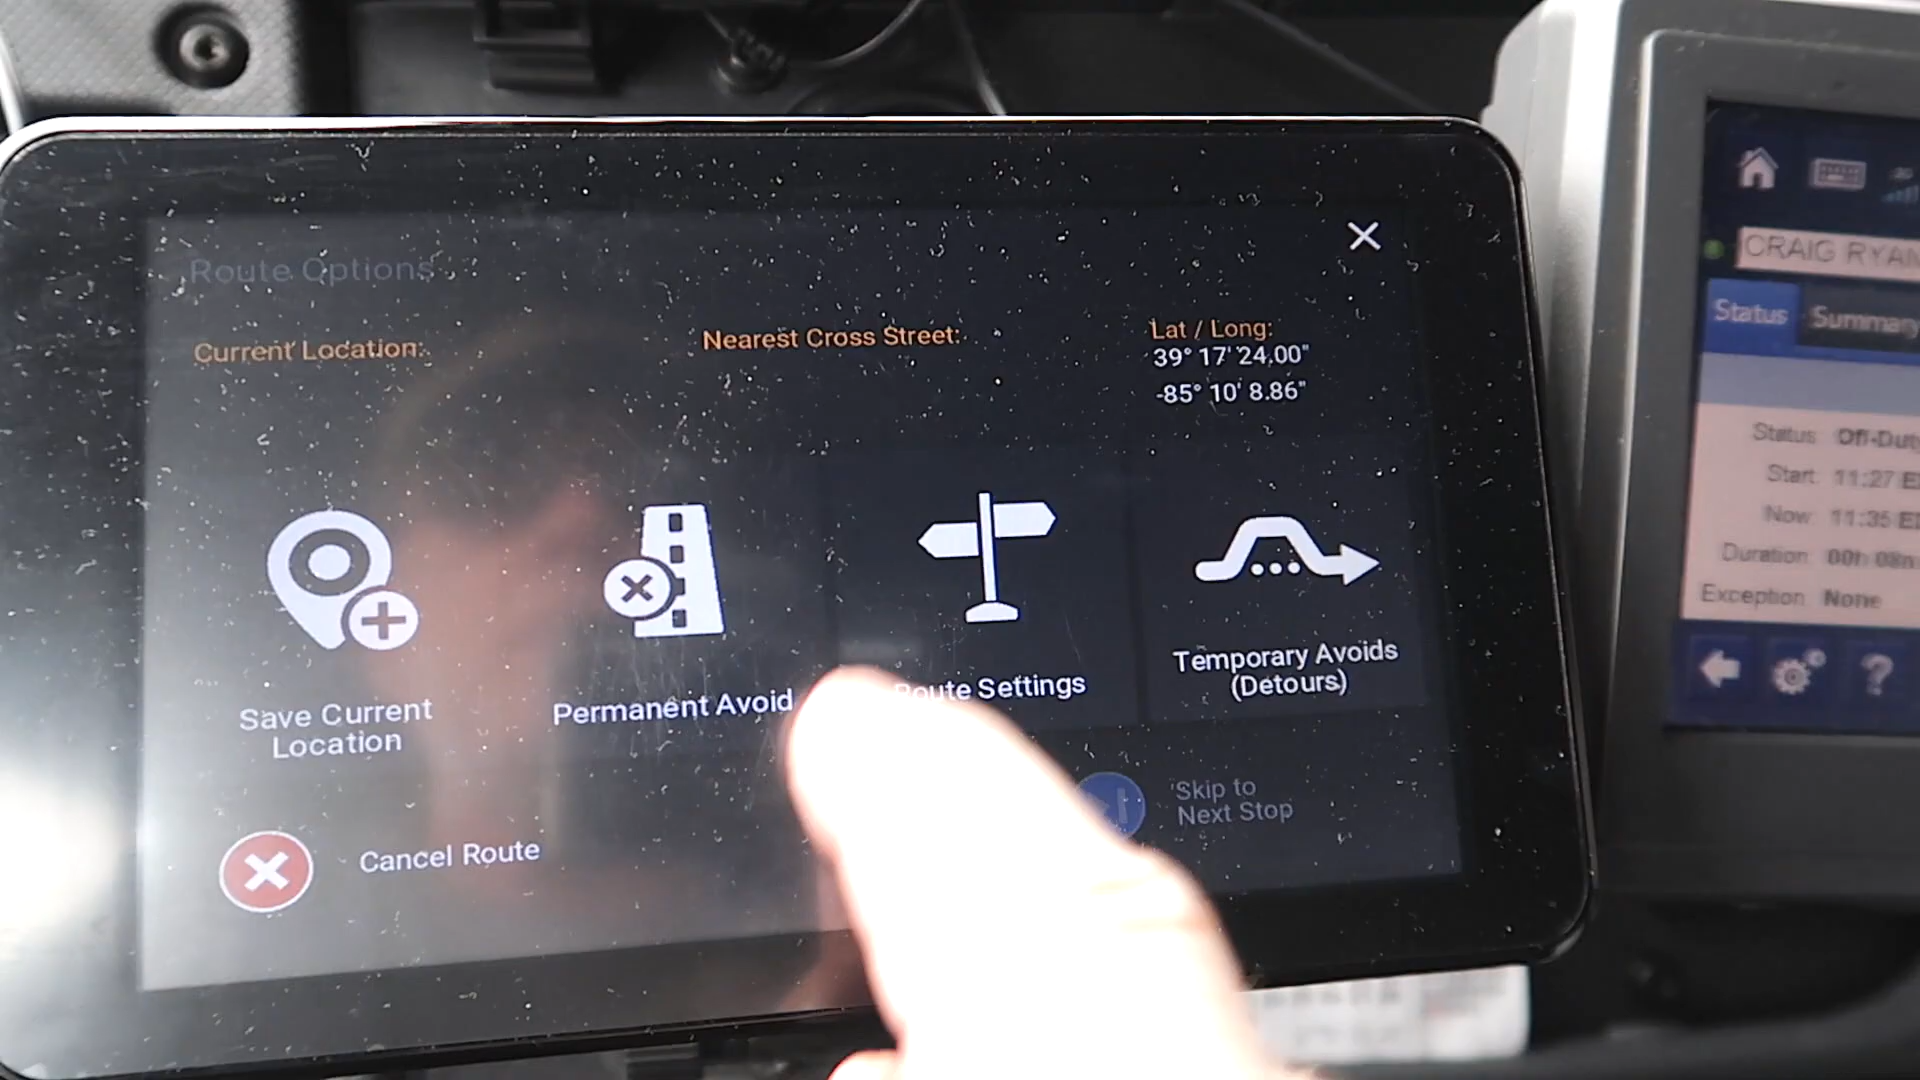 Route Options
Current Location:
Nearest Cross Street:
Lat / Long:
39° 17' 24.00"
-85° 10' 8.86"
Save Current
Location
Permanent Avoid
Route Settings
Temporary Avoids
(Detours)
Cancel Route
Skip to
Next Stop
CRAIG RYAN
Status
Summary
Status: Off-Duty
Start: 11:27
Now: 11:35
Duration: 00h 08m
Exception: None